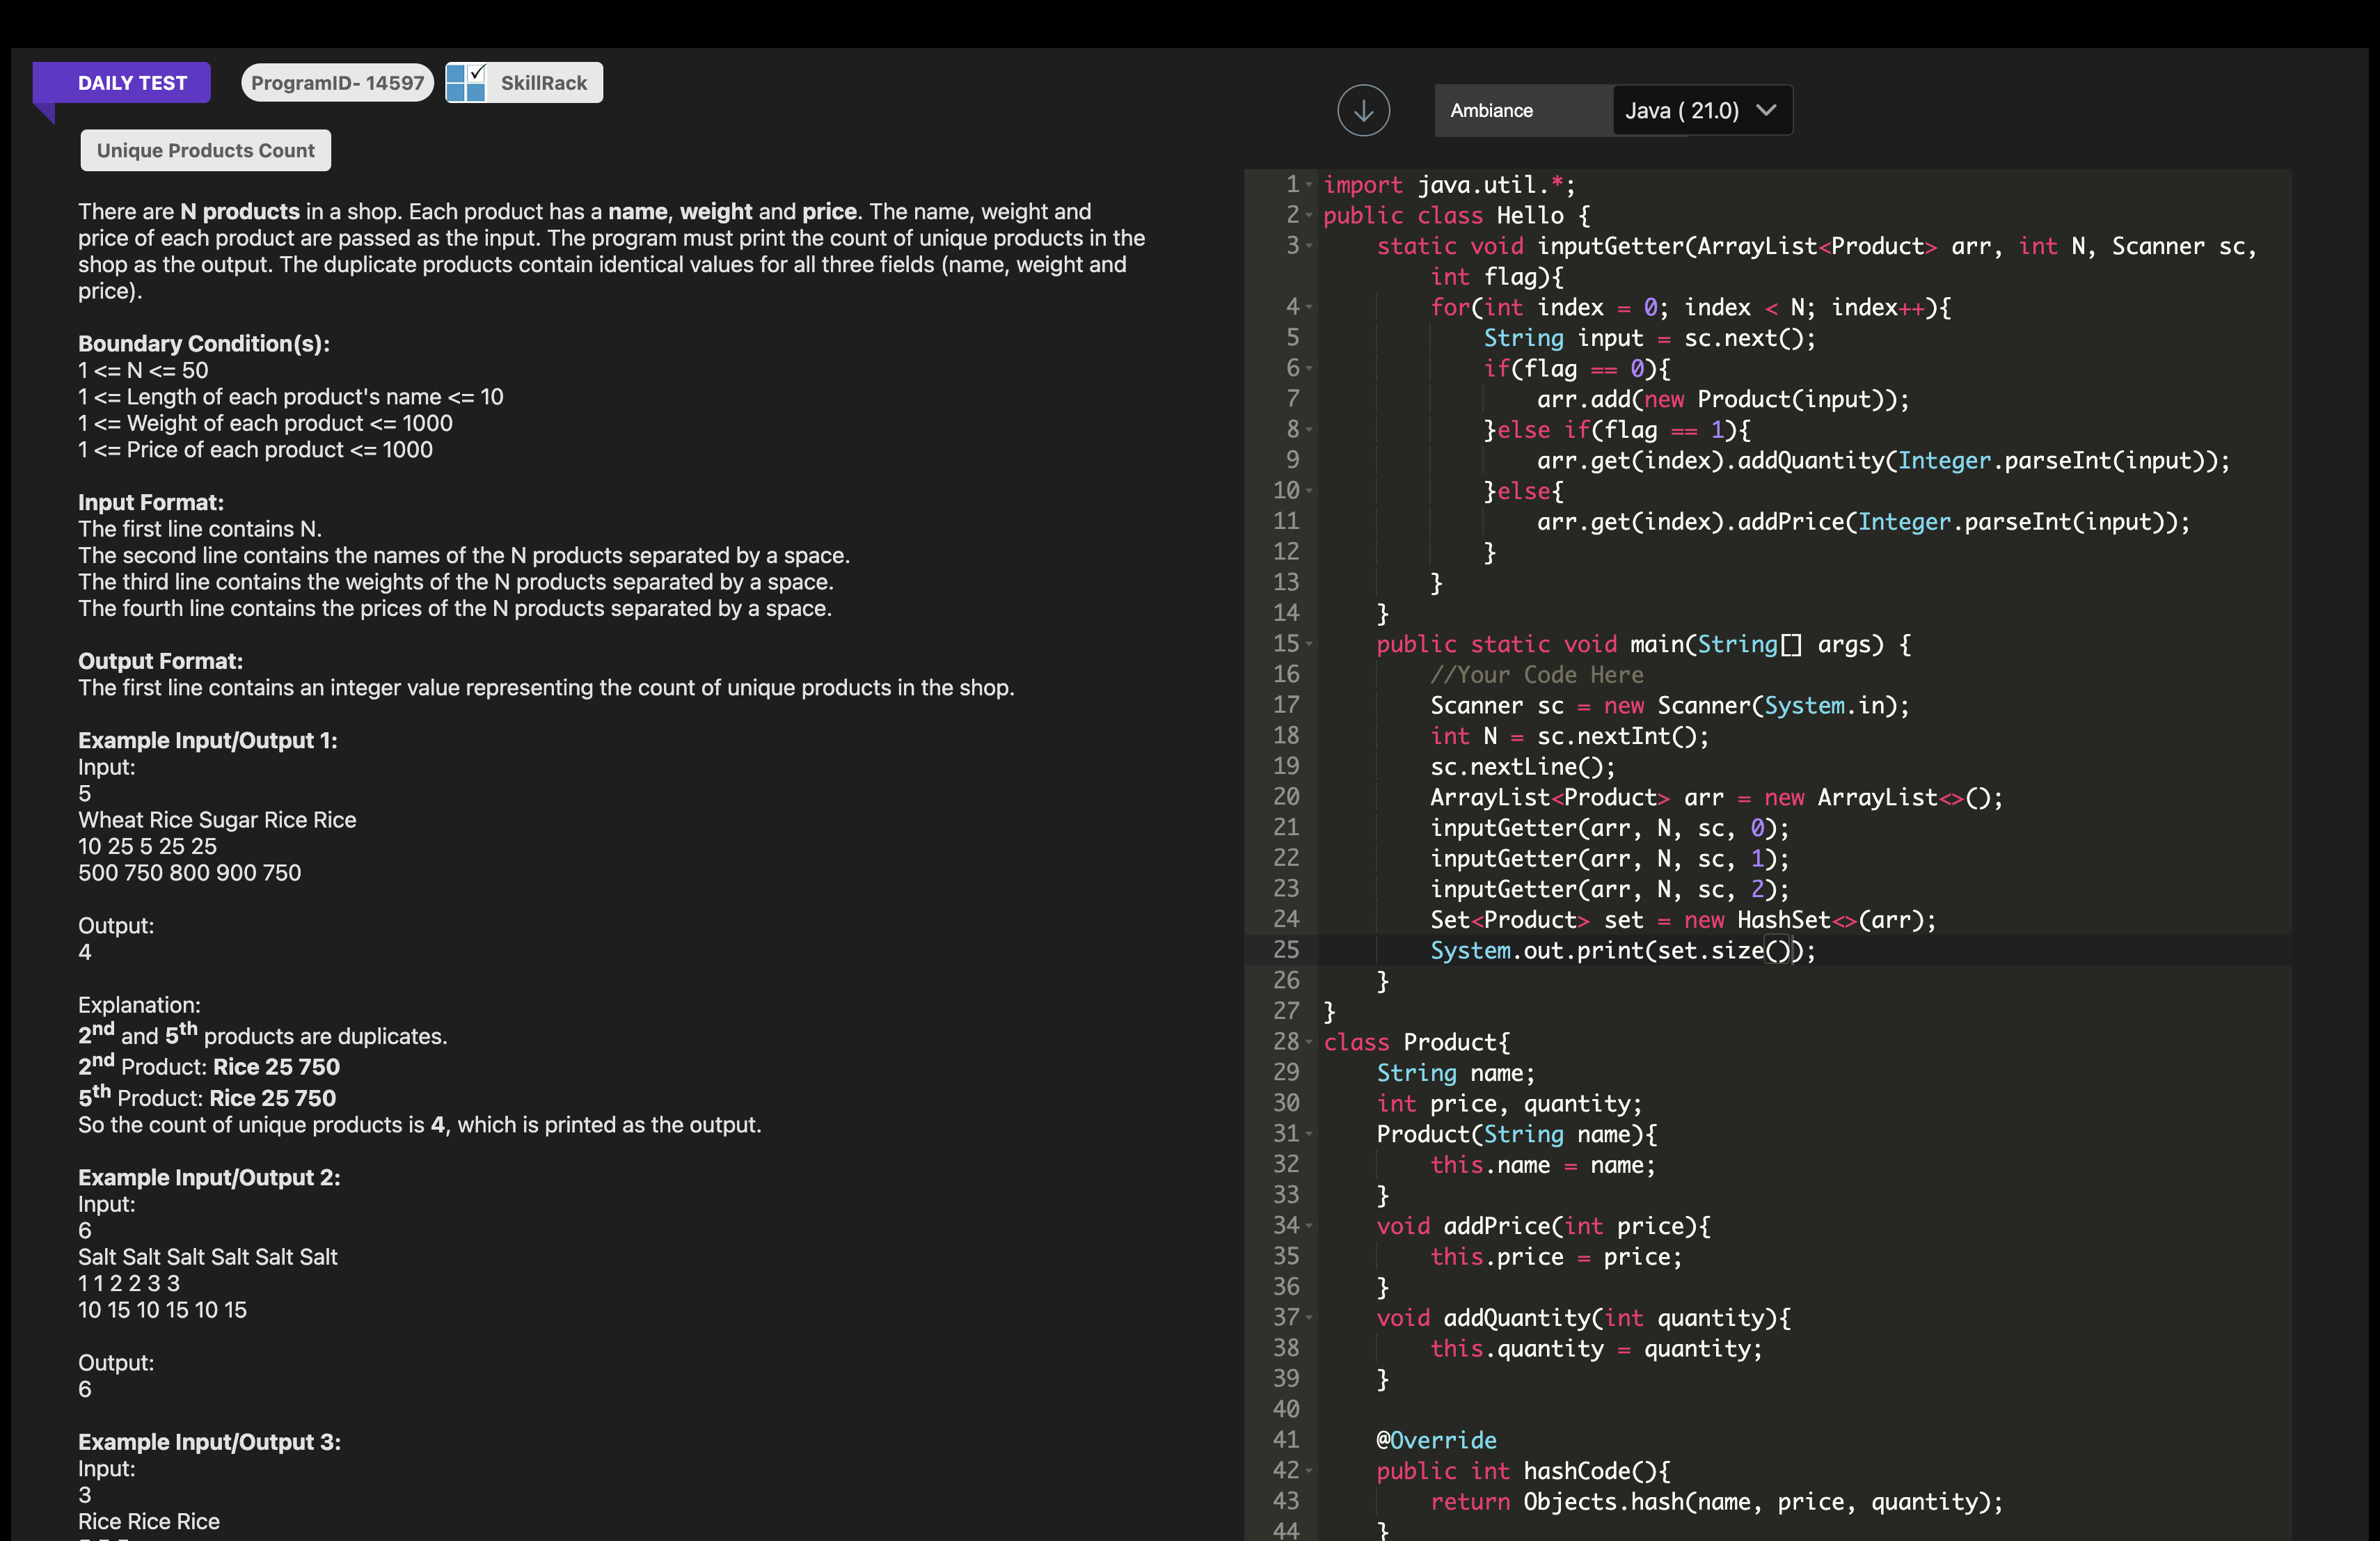 DAILY TEST
ProgramID- 14597
SkillRack
Unique Products Count
There are N products in a shop. Each product has a name, weight and price. The name, weight and
price of each product are passed as the input. The program must print the count of unique products in the
shop as the output. The duplicate products contain identical values for all three fields (name, weight and
price).
Boundary Condition(s):
1 <= N <= 50
1 <= Length of each product's name <= 10
1 <= Weight of each product <= 1000
1 <= Price of each product <= 1000
Input Format:
The first line contains N.
The second line contains the names of the N products separated by a space.
The third line contains the weights of the N products separated by a space.
The fourth line contains the prices of the N products separated by a space.
Output Format:
The first line contains an integer value representing the count of unique products in the shop.
Example Input/Output 1:
Input:
5
Wheat Rice Sugar Rice Rice
10 25 5 25 25
500 750 800 900 750
Output:
4
Explanation:
2nd and 5th products are duplicates.
2nd Product: Rice 25 750
5th Product: Rice 25 750
So the count of unique products is 4, which is printed as the output.
Example Input/Output 2:
Input:
6
Salt Salt Salt Salt Salt Salt
1 1 2 2 3 3
10 15 10 15 10 15
Output:
6
Example Input/Output 3:
Input:
3
Rice Rice Rice
Ambiance
Java ( 21.0)
1 import java.util.*;
2 public class Hello {
3 static void inputGetter(ArrayList<Product> arr, int N, Scanner sc,
int flag){
4 for(int index = 0; index < N; index++){
5 String input = sc.next();
6 if(flag == 0){
7 arr.add(new Product(input));
8 }else if(flag == 1){
9 arr.get(index).addQuantity(Integer.parseInt(input));
10 }else{
11 arr.get(index).addPrice(Integer.parseInt(input));
12 }
13 }
14 }
15 public static void main(String[] args) {
16 //Your Code Here
17 Scanner sc = new Scanner(System.in);
18 int N = sc.nextInt();
19 sc.nextLine();
20 ArrayList<Product> arr = new ArrayList<>();
21 inputGetter(arr, N, sc, 0);
22 inputGetter(arr, N, sc, 1);
23 inputGetter(arr, N, sc, 2);
24 Set<Product> set = new HashSet<>(arr);
25 System.out.print(set.size());
26 }
27 }
28 class Product{
29 String name;
30 int price, quantity;
31 Product(String name){
32 this.name = name;
33 }
34 void addPrice(int price){
35 this.price = price;
36 }
37 void addQuantity(int quantity){
38 this.quantity = quantity;
39 }
40
41 @Override
42 public int hashCode(){
43 return Objects.hash(name, price, quantity);
44 }